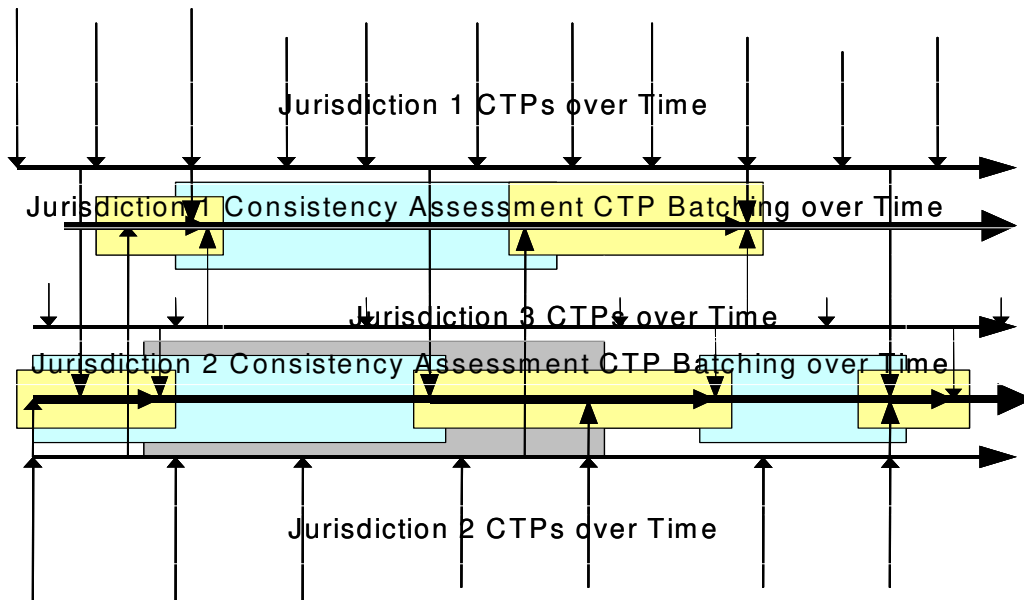 Jurisdiction 1 CTPs over Time
Jurisdiction 1 Consistency Assessment CTP Batching over Time
Jurisdiction 3 CTPs over Time
Jurisdiction 2 Consistency Assessment CTP Batching over Time
Jurisdiction 2 CTPs over Time